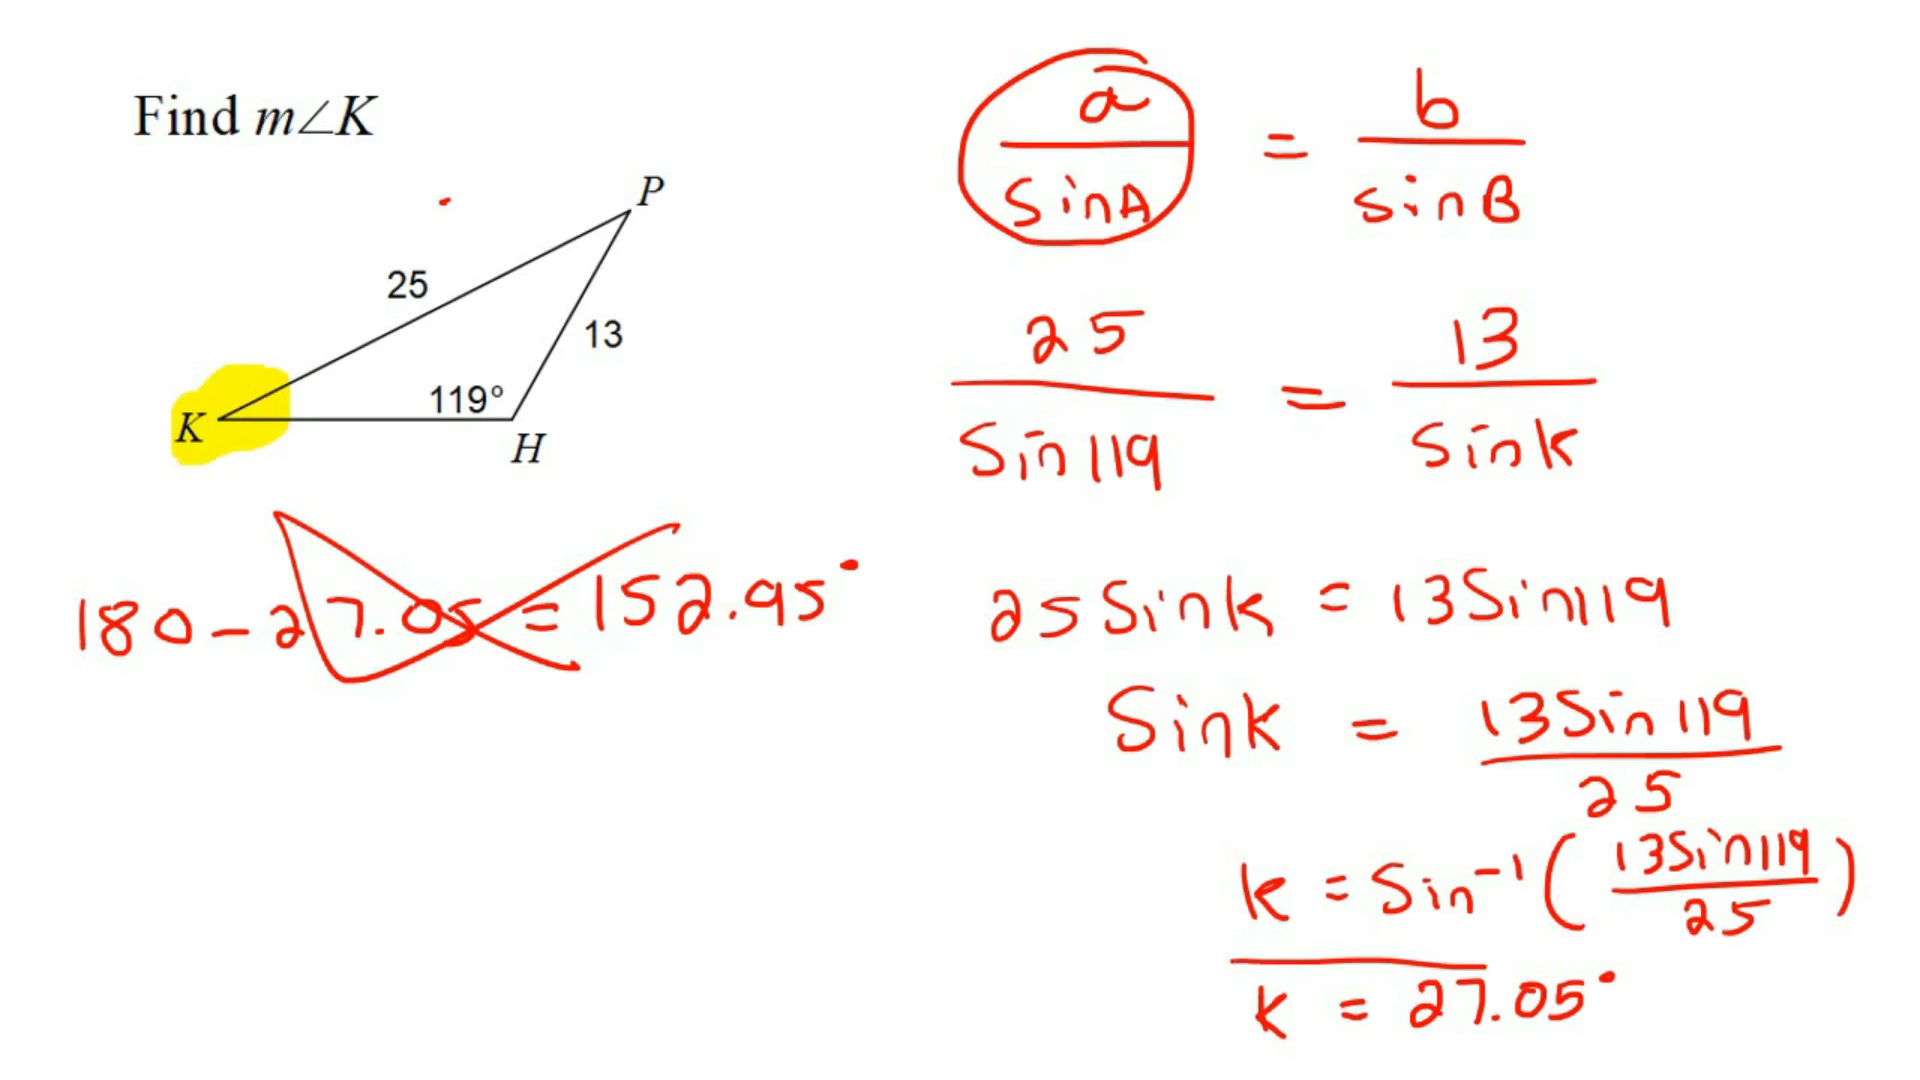 Find m∠K
P
25
13
119°
K
H
180 - 27.05 = 152.95°
a/sinA = b/sinB
25/sin119 = 13/sink
25sink = 13sin119
sink = 13sin119/25
k = sin⁻¹(13sin119/25)
k = 27.05°